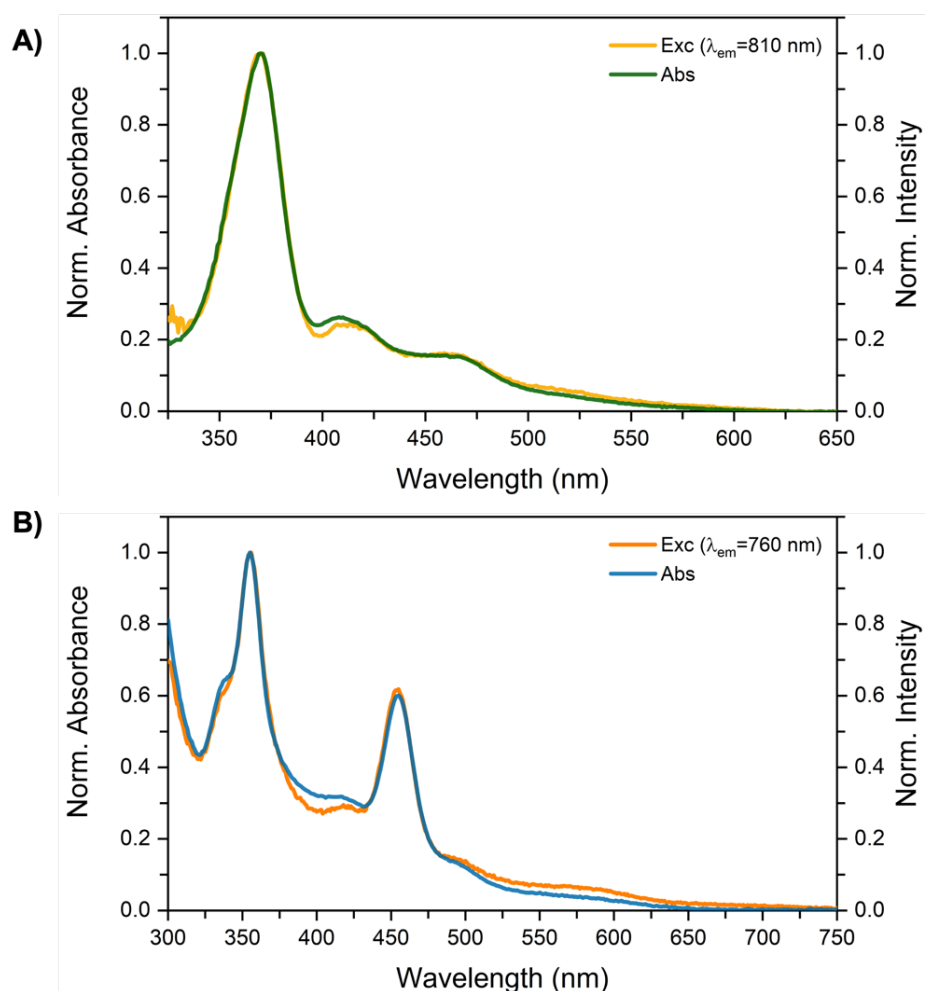 A)
Exc (λem=810 nm)
Abs
Norm. Absorbance
Norm. Intensity
1.0
0.8
0.6
0.4
0.2
0.0
1.0
0.8
0.6
0.4
0.2
0.0
350 400 450 500 550 600 650
Wavelength (nm)
B)
Exc (λem=760 nm)
Abs
Norm. Absorbance
Norm. Intensity
1.0
0.8
0.6
0.4
0.2
0.0
1.0
0.8
0.6
0.4
0.2
0.0
300 350 400 450 500 550 600 650 700 750
Wavelength (nm)